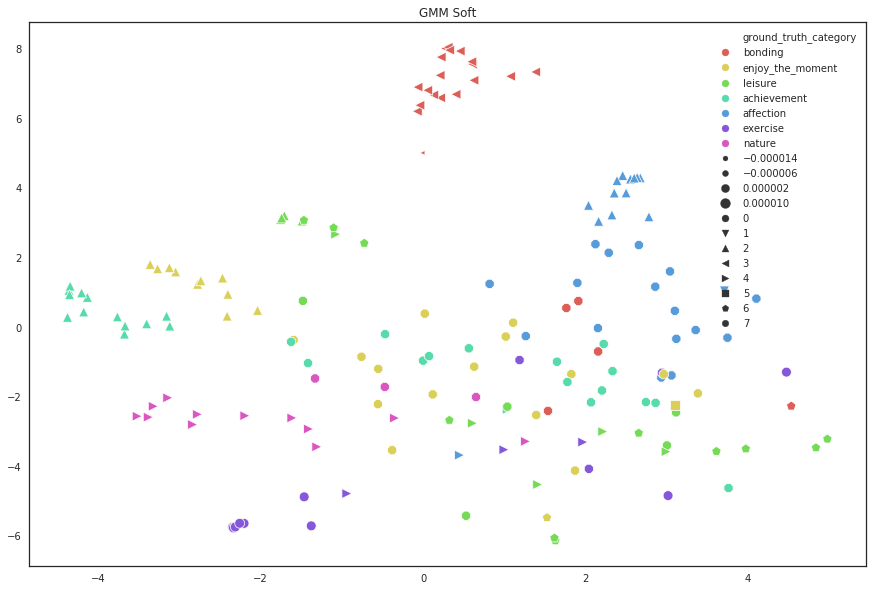 GMM Soft
ground_truth_category
bonding
enjoy_the_moment
leisure
achievement
affection
exercise
nature
−0.000014
−0.000006
0.000002
0.000010
0
1
2
3
4
5
6
7
8
6
4
2
0
−2
−4
−6
−4
−2
0
2
4